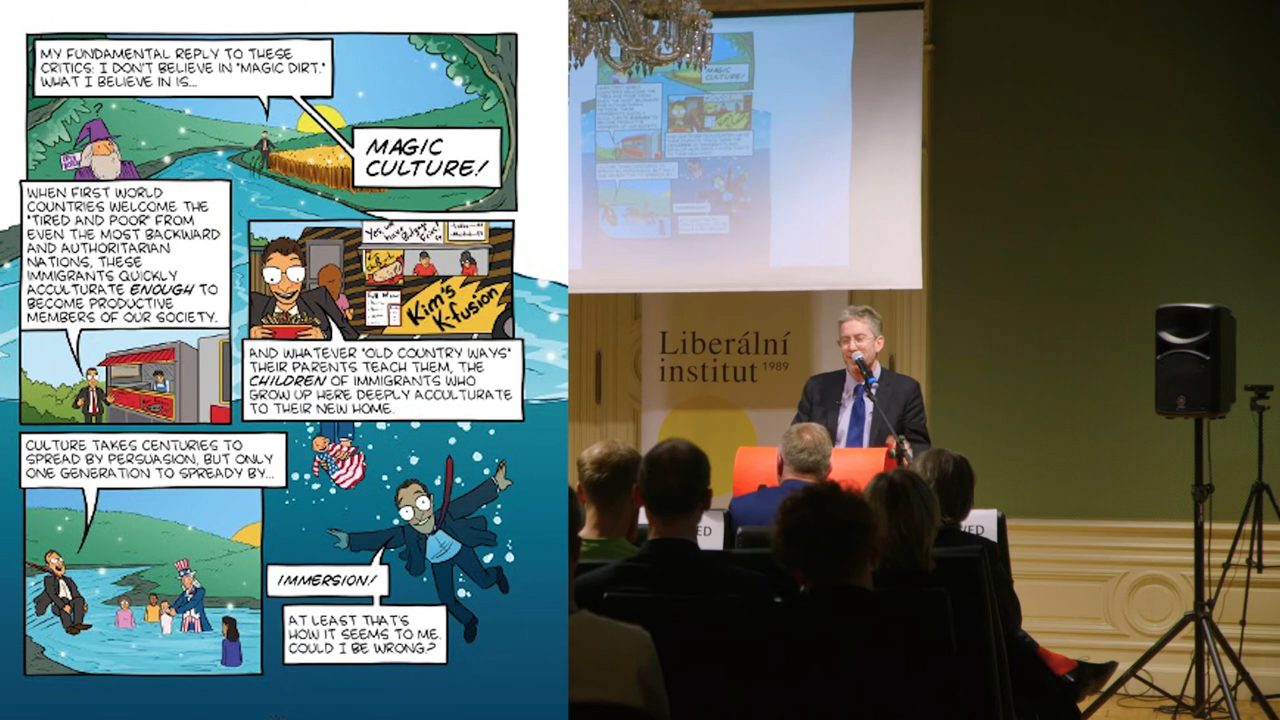 MY FUNDAMENTAL REPLY TO THESE
CRITICS: I DON'T BELIEVE IN "MAGIC DIRT."
WHAT I BELIEVE IN IS...
MAGIC
CULTURE!
WHEN FIRST WORLD
COUNTRIES WELCOME THE
"TIRED AND POOR" FROM
EVEN THE MOST BACKWARD
AND AUTHORITARIAN
NATIONS, THESE
IMMIGRANTS QUICKLY
ACCULTURATE ENOUGH TO
BECOME PRODUCTIVE
MEMBERS OF OUR SOCIETY.
Kim's
K-fusion
AND WHATEVER "OLD COUNTRY WAYS"
THEIR PARENTS TEACH THEM, THE
CHILDREN OF IMMIGRANTS WHO
GROW UP HERE DEEPLY ACCULTURATE
TO THEIR NEW HOME.
CULTURE TAKES CENTURIES TO
SPREAD BY PERSUASION, BUT ONLY
ONE GENERATION TO SPREADY BY...
IMMERSION!
AT LEAST THAT'S
HOW IT SEEMS TO ME.
COULD I BE WRONG?
MAGIC
CULTURE!
Liberální
institut 1989